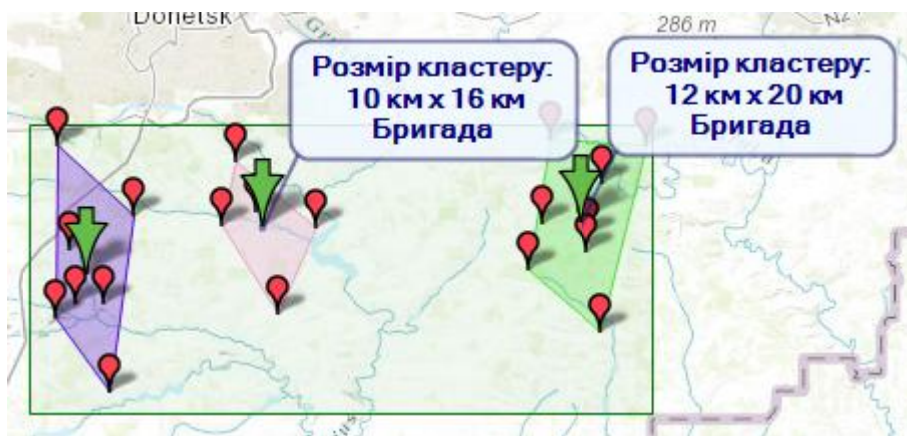 Donetsk
286 m
Розмір кластеру:
10 км х 16 км
Бригада
Розмір кластеру:
12 км х 20 км
Бригада